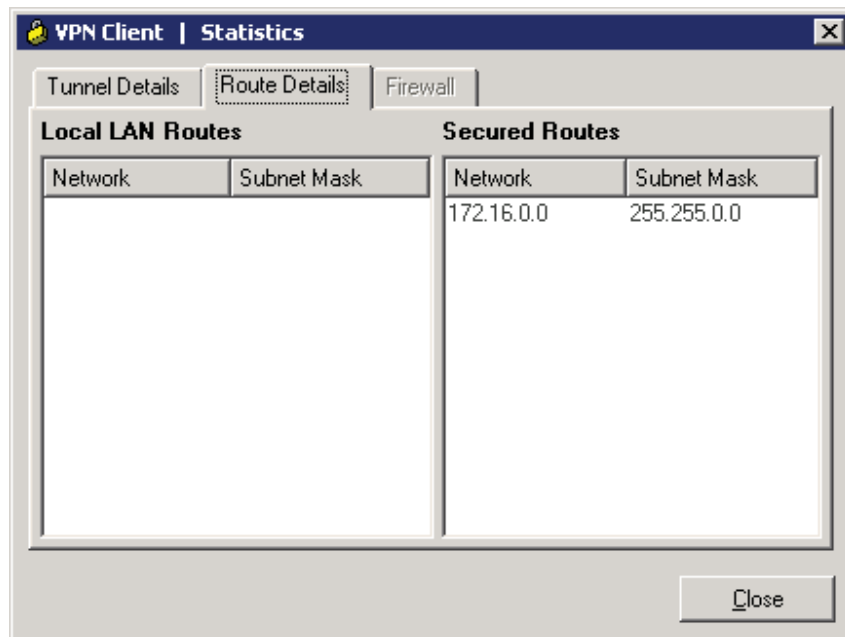 VPN Client | Statistics
Tunnel Details Route Details Firewall
Local LAN Routes Secured Routes
Network Subnet Mask Network Subnet Mask
172.16.0.0 255.255.0.0
Close